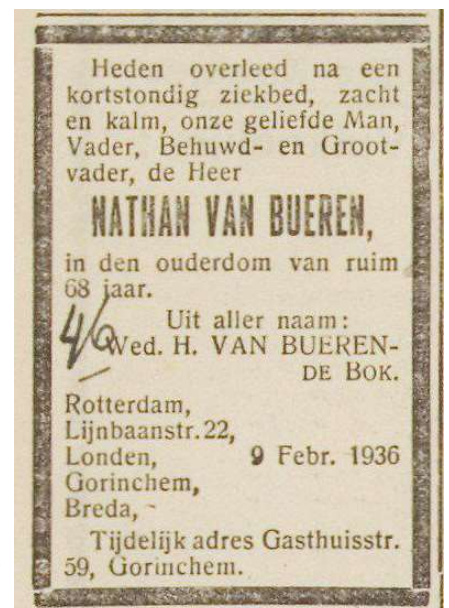 Heden overleed na een
kortstondig ziekbed, zacht
en kalm, onze geliefde Man,
Vader, Behuwd- en Groot-
vader, de Heer
NATHAN VAN BUEREN,
in den ouderdom van ruim
68 jaar.
4/6
Uit aller naam:
Wed. H. VAN BUEREN-
DE BOK.
Rotterdam,
Lijnbaanstr. 22,
Londen, 9 Febr. 1936
Gorinchem,
Breda,
Tijdelijk adres Gasthuisstr.
59, Gorinchem.